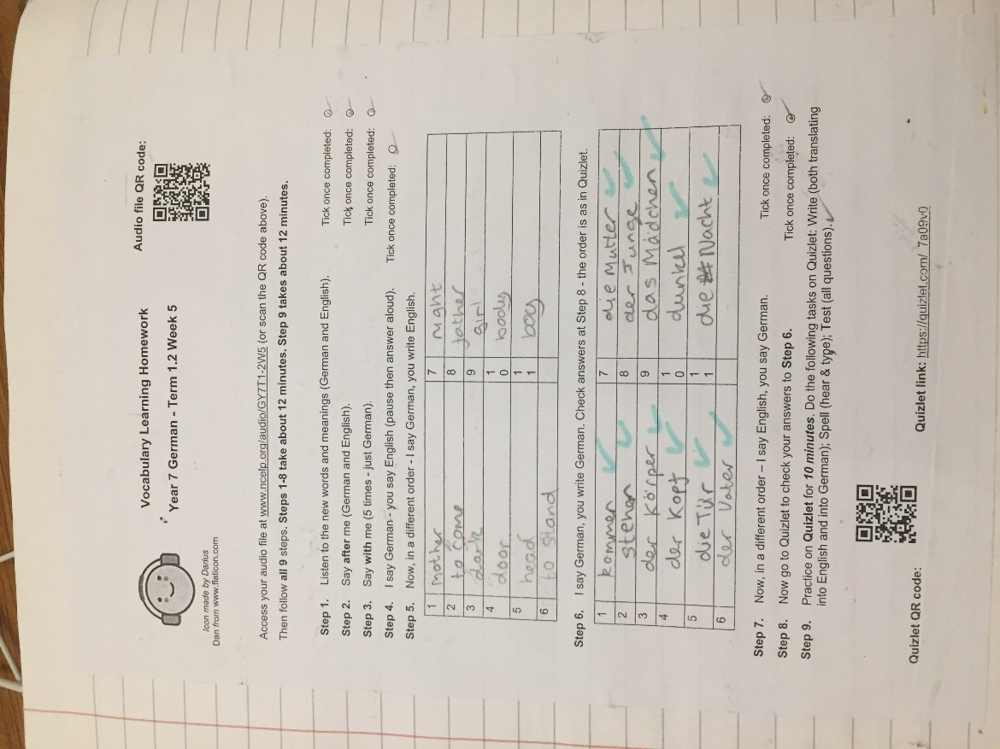 Vocabulary Learning Homework
Year 7 German - Term 1.2 Week 5
Audio file QR code:
Icon made by Darius
Dan from www.flaticon.com
Access your audio file at www.ncelp.org/audio/GY7T1-2W5 (or scan the QR code above).
Then follow all 9 steps. Steps 1-8 take about 12 minutes. Step 9 takes about 12 minutes.
Step 1. Listen to the new words and meanings (German and English). Tick once completed:
Step 2. Say after me (German and English). Tick once completed:
Step 3. Say with me (5 times - just German). Tick once completed:
Step 4. I say German - you say English (pause then answer aloud). Tick once completed:
Step 5. Now, in a different order - I say German, you write English.
1 mother 7 night
2 to come 8 father
3 dark 9 girl
4 door 10 body
5 head 11 boy
6 to stand
Step 6. I say German, you write German. Check answers at Step 8 - the order is as in Quizlet.
1 kommen 7 die Mutter
2 stehen 8 der Junge
3 der Körper 9 das Mädchen
4 der Kopf 10 dunkel
5 die Tür 11 die Nacht
6 der Vater
Step 7. Now, in a different order – I say English, you say German. Tick once completed:
Step 8. Now go to Quizlet to check your answers to Step 6. Tick once completed:
Step 9. Practice on Quizlet for 10 minutes. Do the following tasks on Quizlet: Write (both translating
into English and into German); Spell (hear & type); Test (all questions).
Quizlet QR code:
Quizlet link: https://quizlet.com/_7a09v0